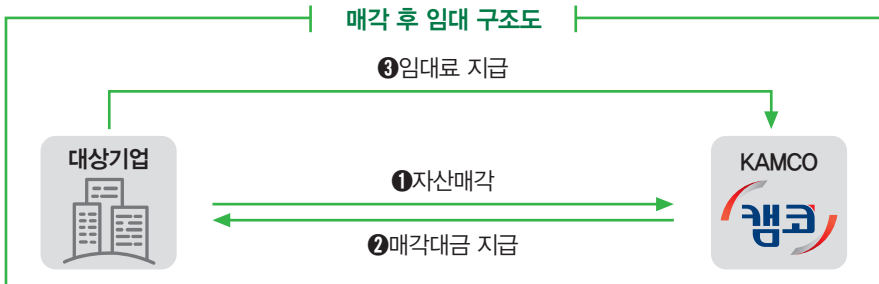 매각 후 임대 구조도
❸임대료 지급
대상기업
KAMCO
캠코
❶자산매각
❷매각대금 지급